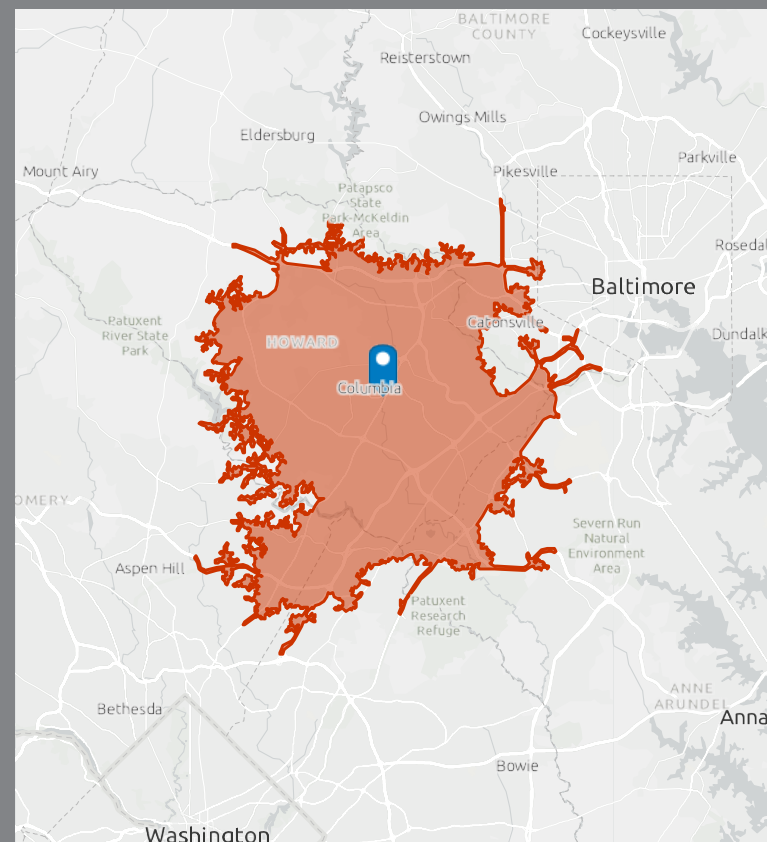 BALTIMORE
COUNTY
Cockeysville
Reisterstown
Owings Mills
Eldersburg
Parkville
Mount Airy
Pikesville
Patapsco
State
Park-McKeldin
Area
Rosedal
Baltimore
Patuxent
River State
Park
Catonsville
Dundalk
HOWARD
Columbia
OMERY
Severn Run
Natural
Environment
Area
Aspen Hill
Patuxent
Research
Refuge
ANNE
ARUNDEL
Bethesda
Anna
Bowie
Washington